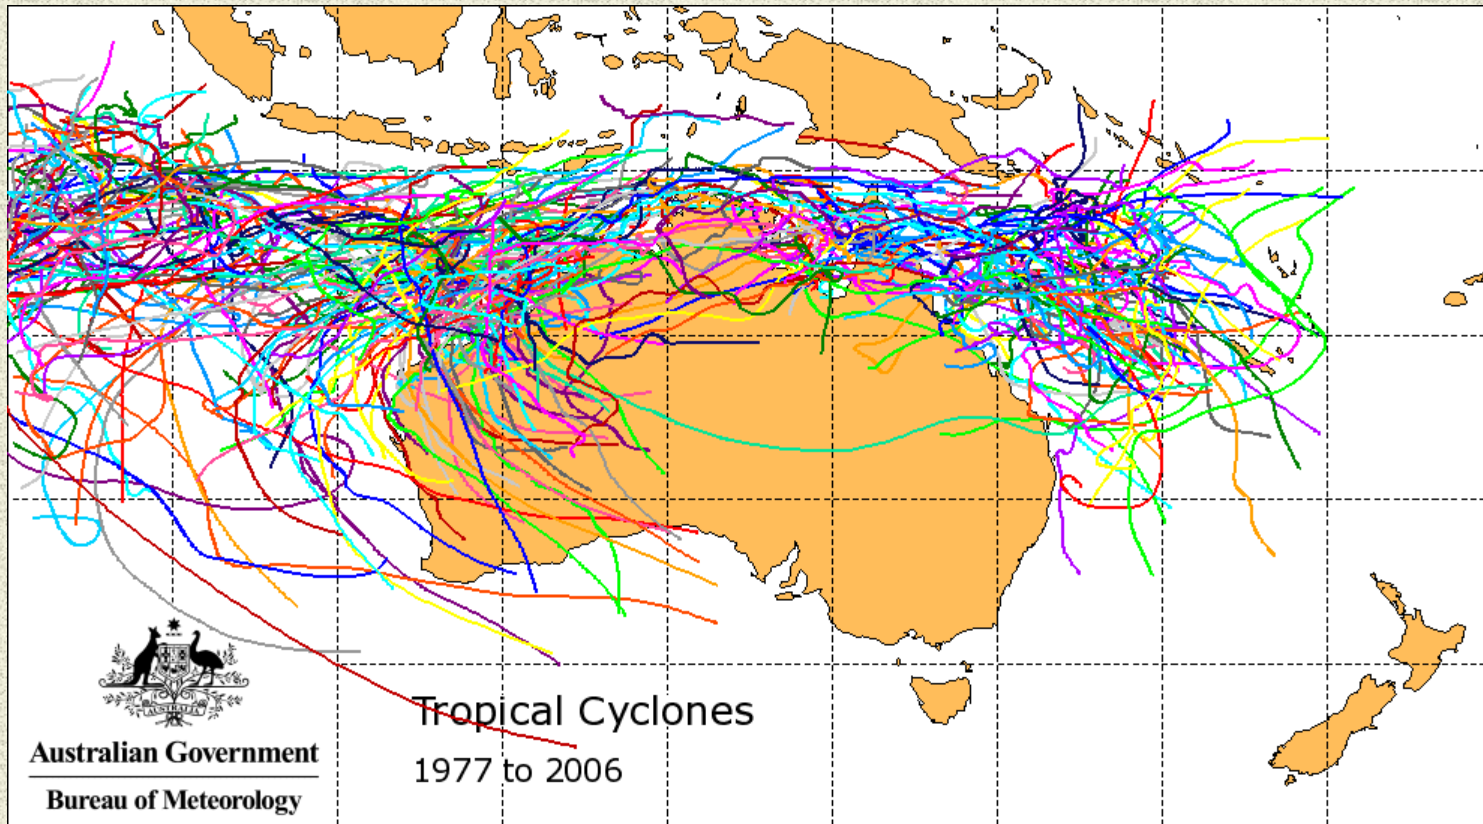 AUSTRALIA
Australian Government
Bureau of Meteorology
Tropical Cyclones
1977 to 2006